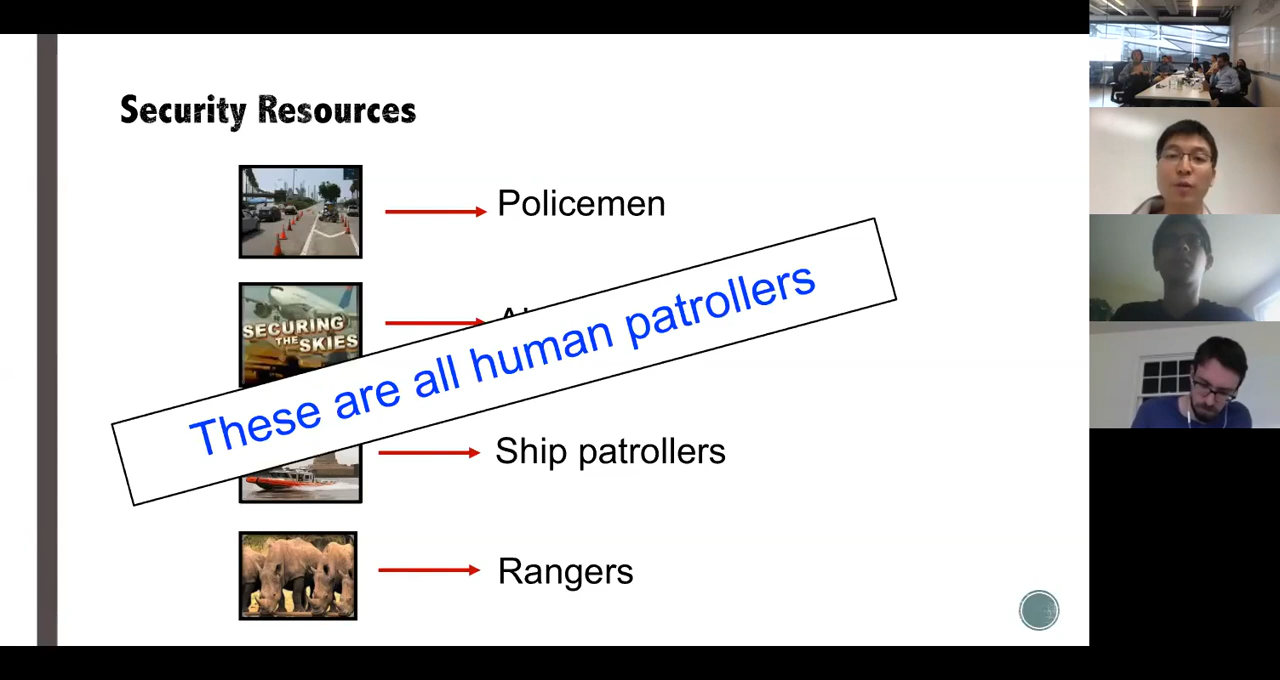 Security Resources
Policemen
SECURING
THE SKIES
These are all human patrollers
Ship patrollers
Rangers